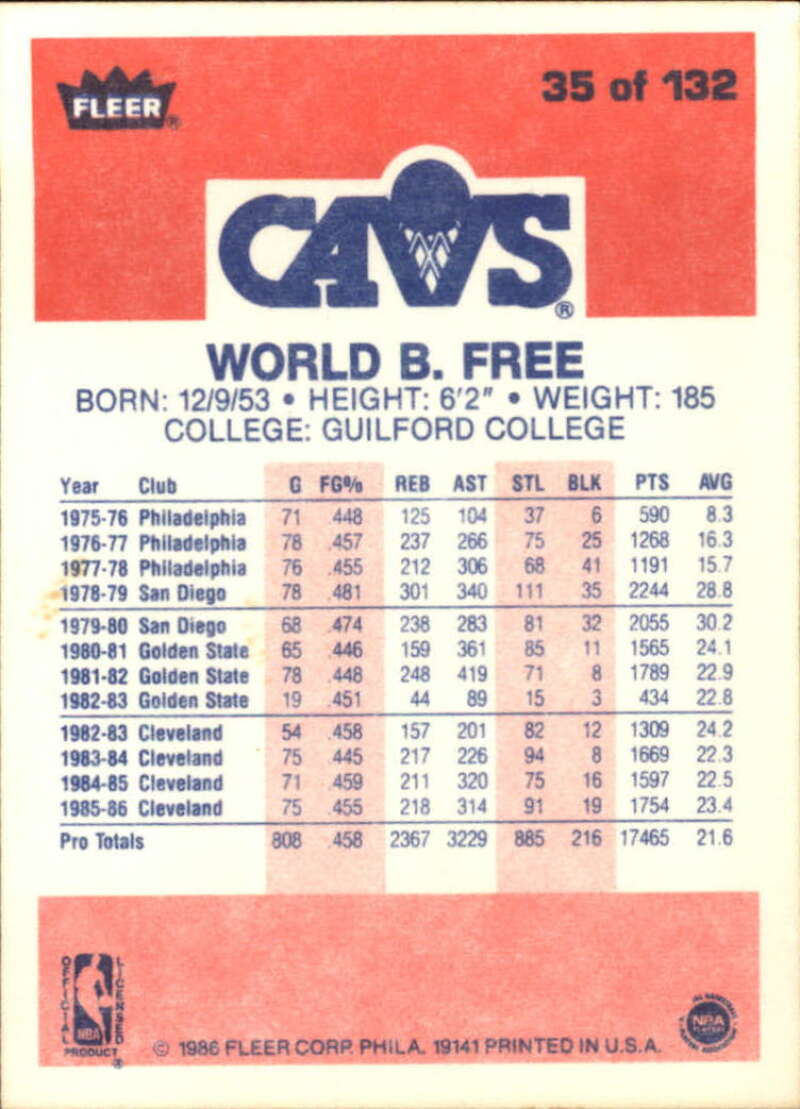 FLEER ®
35 of 132
CAVS ®
WORLD B. FREE
BORN: 12/9/53 • HEIGHT: 6'2" • WEIGHT: 185
COLLEGE: GUILFORD COLLEGE
Year Club G FG% REB AST STL BLK PTS AVG
1975-76 Philadelphia 71 .448 125 104 37 6 590 8.3
1976-77 Philadelphia 78 .457 237 266 75 25 1268 16.3
1977-78 Philadelphia 76 .455 212 306 68 41 1191 15.7
1978-79 San Diego 78 .481 301 340 111 35 2244 28.8
1979-80 San Diego 68 .474 238 283 81 32 2055 30.2
1980-81 Golden State 65 .446 159 361 85 11 1565 24.1
1981-82 Golden State 78 .448 248 419 71 8 1789 22.9
1982-83 Golden State 19 .451 44 89 15 3 434 22.8
1982-83 Cleveland 54 .458 157 201 82 12 1309 24.2
1983-84 Cleveland 75 .445 217 226 94 8 1669 22.3
1984-85 Cleveland 71 .459 211 320 75 16 1597 22.5
1985-86 Cleveland 75 .455 218 314 91 19 1754 23.4
Pro Totals 808 .458 2367 3229 885 216 17465 21.6
OFFICIAL
LICENSED
NBA
PRODUCT ®
© 1986 FLEER CORP. PHILA. 19141 PRINTED IN U.S.A.
NBA
PLAYERS